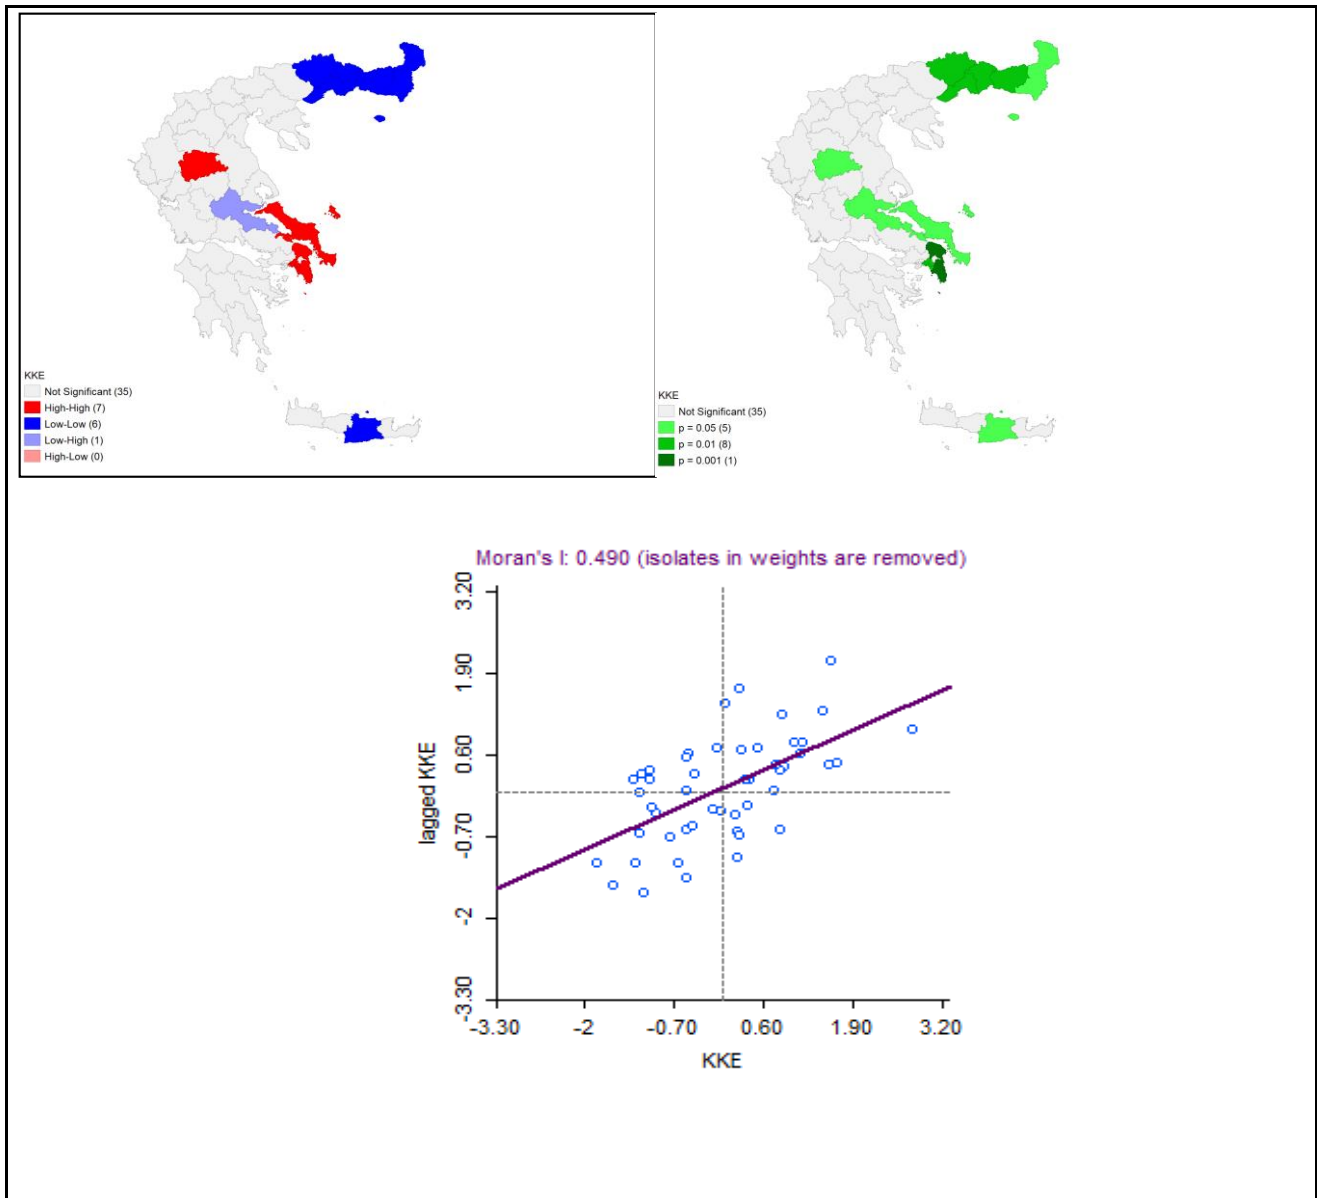 KKE
Not Significant (35)
High-High (7)
Low-Low (6)
Low-High (1)
High-Low (0)
KKE
Not Significant (35)
p = 0.05 (5)
p = 0.01 (8)
p = 0.001 (1)
Moran's I: 0.490 (isolates in weights are removed)
3.20
1.90
0.60
-0.70
-2
-3.30
lagged KKE
-3.30 -2 -0.70 0.60 1.90 3.20
KKE